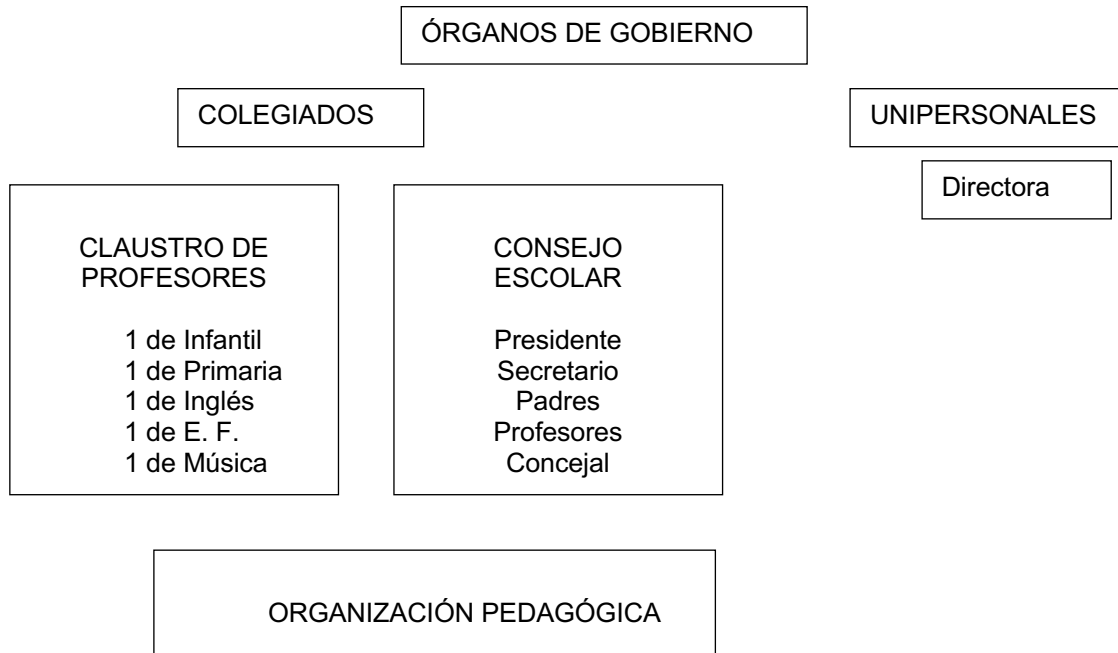 ÓRGANOS DE GOBIERNO
COLEGIADOS
UNIPERSONALES
Directora
CLAUSTRO DE
PROFESORES
1 de Infantil
1 de Primaria
1 de Inglés
1 de E. F.
1 de Música
CONSEJO
ESCOLAR
Presidente
Secretario
Padres
Profesores
Concejal
ORGANIZACIÓN PEDAGÓGICA